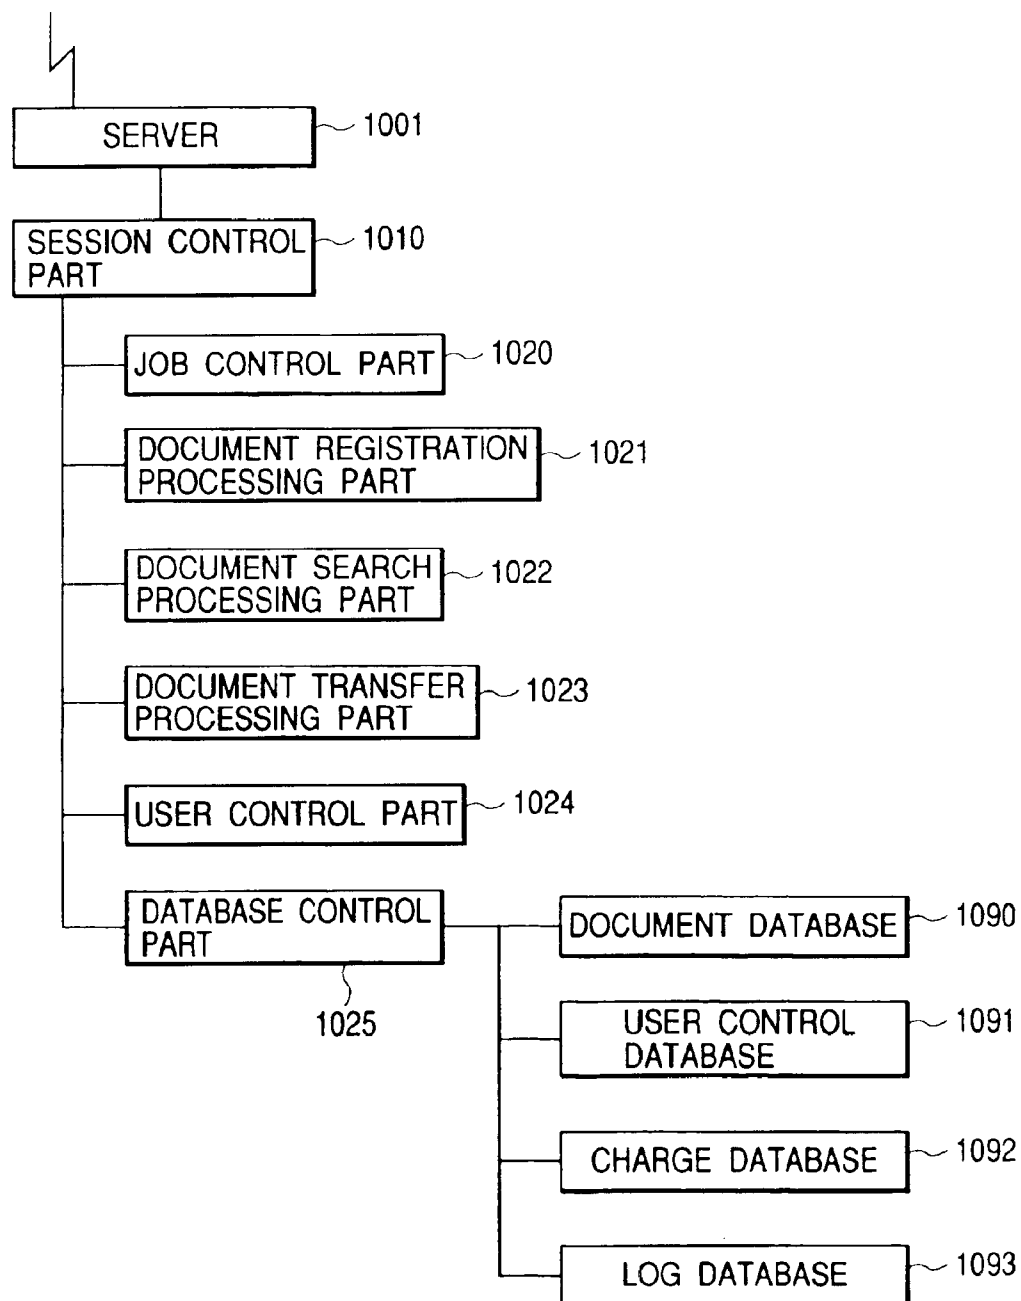 SERVER
1001
SESSION CONTROL
PART
1010
JOB CONTROL PART
1020
DOCUMENT REGISTRATION
PROCESSING PART
1021
DOCUMENT SEARCH
PROCESSING PART
1022
DOCUMENT TRANSFER
PROCESSING PART
1023
USER CONTROL PART
1024
DATABASE CONTROL
PART
1025
DOCUMENT DATABASE
1090
USER CONTROL
DATABASE
1091
CHARGE DATABASE
1092
LOG DATABASE
1093